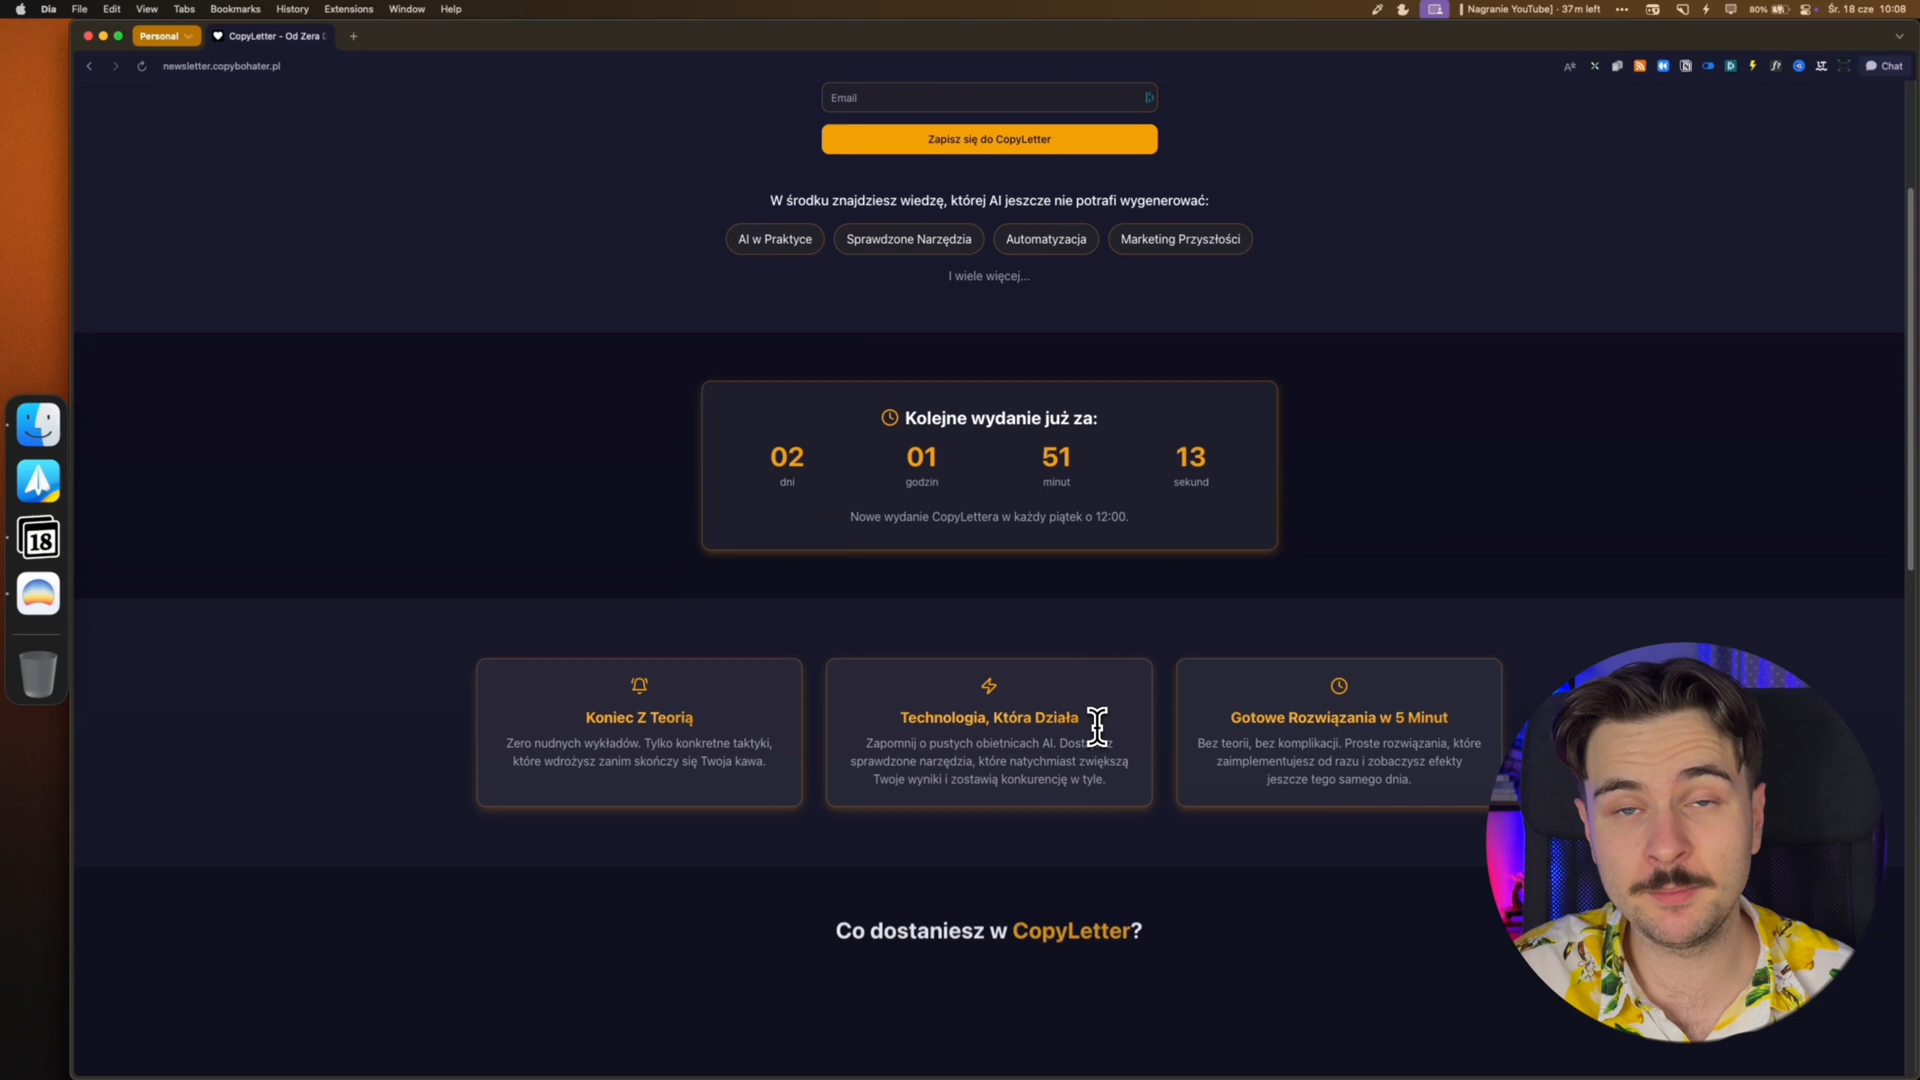 Dia File Edit View Tabs Bookmarks History Extensions Window Help
Nagranie YouTube] · 37 m left ••• 80% Śr. 18 cze 10:08
Personal CopyLetter - Od Zera
newsletter.copybohater.pl
Chat
Email
Zapisz się do CopyLetter
W środku znajdziesz wiedzę, której AI jeszcze nie potrafi wygenerować:
AI w Praktyce Sprawdzone Narzędzia Automatyzacja Marketing Przyszłości
I wiele więcej...
Kolejne wydanie już za:
02 01 51 13
dni godzin minut sekund
Nowe wydanie CopyLettera w każdy piątek o 12:00.
18
Koniec Z Teorią
Zero nudnych wykładów. Tylko konkretne taktyki,
które wdrożysz zanim skończy się Twoja kawa.
Technologia, Która Działa
Zapomnij o pustych obietnicach AI.
sprawdzone narzędzia, które natychmiast zwiększą
Twoje wyniki i zostawią konkurencję w tyle.
Gotowe Rozwiązania w 5 Minut
Bez teorii, bez komplikacji. Proste rozwiązania, które
zaimplementujesz od razu i zobaczysz efekty
jeszcze tego samego dnia.
Co dostaniesz w CopyLetter?